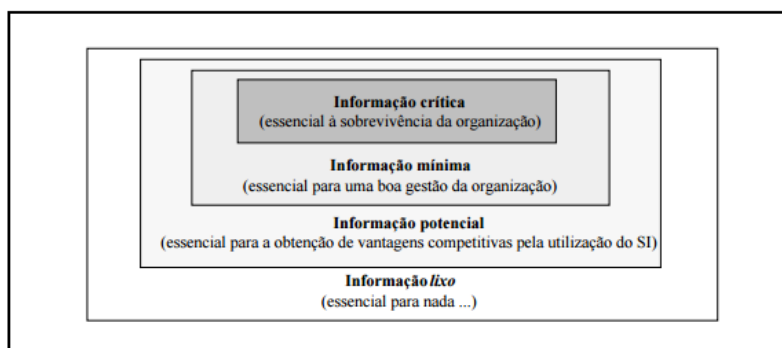 Informação crítica
(essencial à sobrevivência da organização)
Informação mínima
(essencial para uma boa gestão da organização)
Informação potencial
(essencial para a obtenção de vantagens competitivas pela utilização do SI)
Informação lixo
(essencial para nada ...)